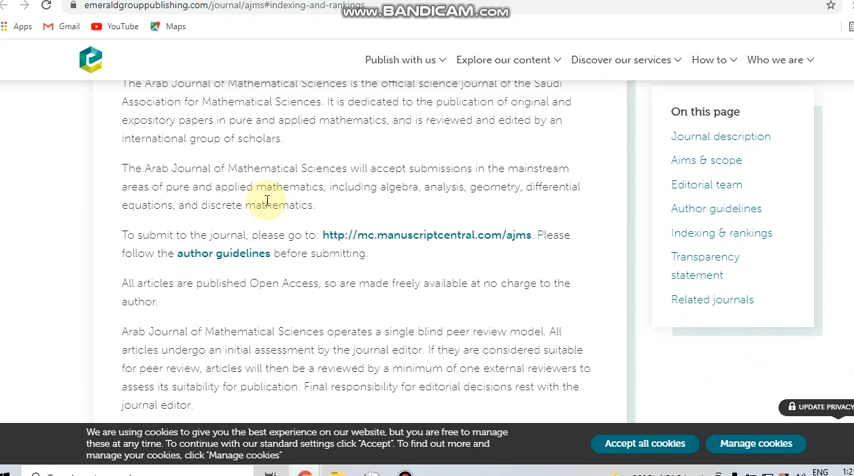 emeraldgrouppublishing.com/journal/ajms#indexing-and-rankings
www.BANDICAM.com
Apps Gmail YouTube Maps
Publish with us Explore our content Discover our services How to Who we are
The Arab Journal of Mathematical Sciences is the official science journal of the Saudi
Association for Mathematical Sciences. It is dedicated to the publication of original and
expository papers in pure and applied mathematics, and is reviewed and edited by an
international group of scholars.
The Arab Journal of Mathematical Sciences will accept submissions in the mainstream
areas of pure and applied mathematics, including algebra, analysis, geometry, differential
equations, and discrete mathematics.
To submit to the journal, please go to: http://mc.manuscriptcentral.com/ajms. Please
follow the author guidelines before submitting.
All articles are published Open Access, so are made freely available at no charge to the
author.
Arab Journal of Mathematical Sciences operates a single blind peer review model. All
articles undergo an initial assessment by the journal editor. If they are considered suitable
for peer review, articles will then be a reviewed by a minimum of one external reviewers to
assess its suitability for publication. Final responsibility for editorial decisions rest with the
journal editor.
On this page
Journal description
Aims & scope
Editorial team
Author guidelines
Indexing & rankings
Transparency
statement
Related journals
UPDATE PRIVACY
We are using cookies to give you the best experience on our website, but you are free to manage
these at any time. To continue with our standard settings click "Accept". To find out more and
manage your cookies, click "Manage cookies"
Accept all cookies
Manage cookies
ENG